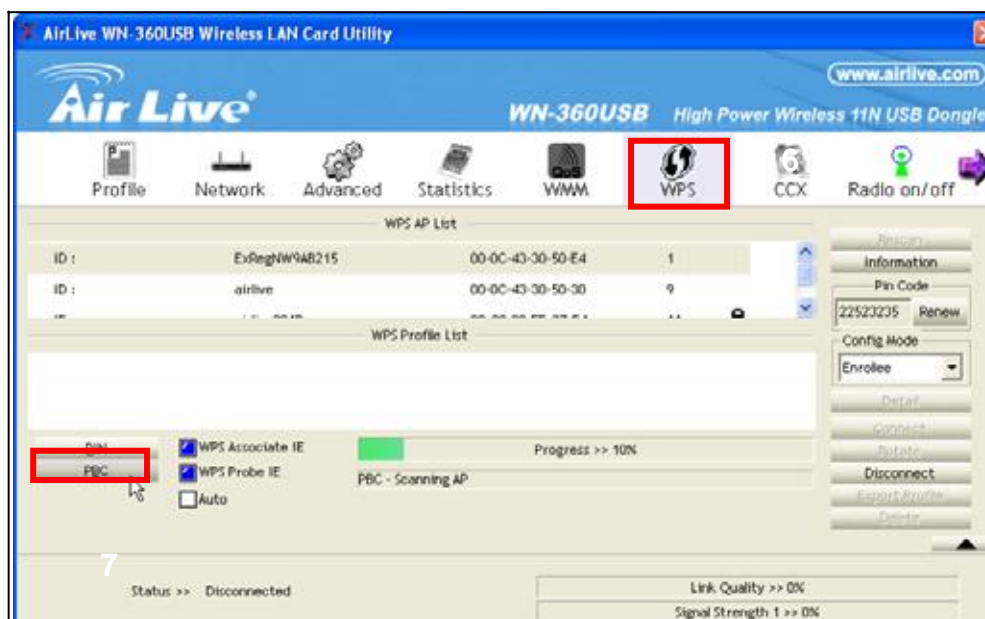 AirLive WN-360USB Wireless LAN Card Utility
www.airlive.com
Air Live®
WN-360USB High Power Wireless 11N USB Dongle
6
Profile Network Advanced Statistics WMM WPS CCX Radio on/off
QoS
WPS AP List
Rescan
ID : ExRegNW9AB215 00-0C-43-30-50-E4 1
Information
ID : airlive 00-0C-43-30-50-30 9
Pin Code
22523235 Renew
WPS Profile List
Config Mode
Enrollee
Detail
Connect
PIN WPS Associate IE Progress >> 10%
Rotate
PBC WPS Probe IE PBC - Scanning AP
Disconnect
Auto
Export Profile
Delete
7
Status >> Disconnected
Link Quality >> 0%
Signal Strength 1 >> 0%